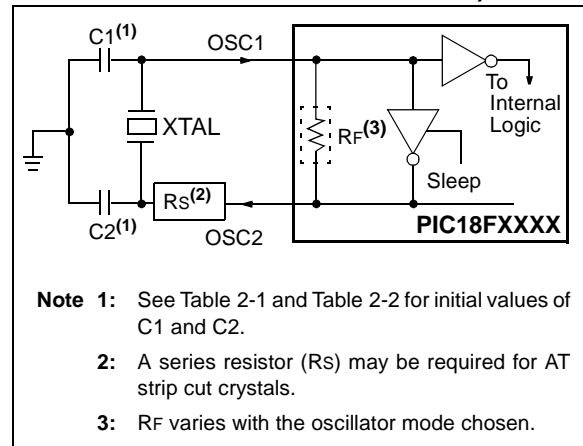 C1(1)
OSC1
To
Internal
Logic
XTAL
RF(3)
Sleep
RS(2)
C2(1)
OSC2
PIC18FXXXX
Note 1: See Table 2-1 and Table 2-2 for initial values of
C1 and C2.
2: A series resistor (RS) may be required for AT
strip cut crystals.
3: RF varies with the oscillator mode chosen.